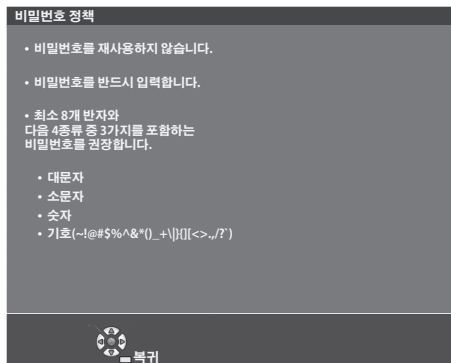 비밀번호 정책
• 비밀번호를 재사용하지 않습니다.
• 비밀번호를 반드시 입력합니다.
• 최소 8개 반자와
다음 4종류 중 3가지를 포함하는
비밀번호를 권장합니다.
• 대문자
• 소문자
• 숫자
• 기호(~!@#$%^&*()_+\|}{][<>.,/?`)
복귀